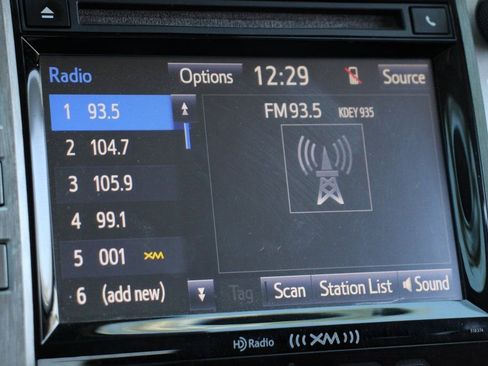 Radio Options 12:29 Source
1 93.5
FM 93.5 KDEY 935
2 104.7
3 105.9
4 99.1
5 001 XM
6 (add new)
Tag Scan Station List Sound
HD Radio ((( XM )))